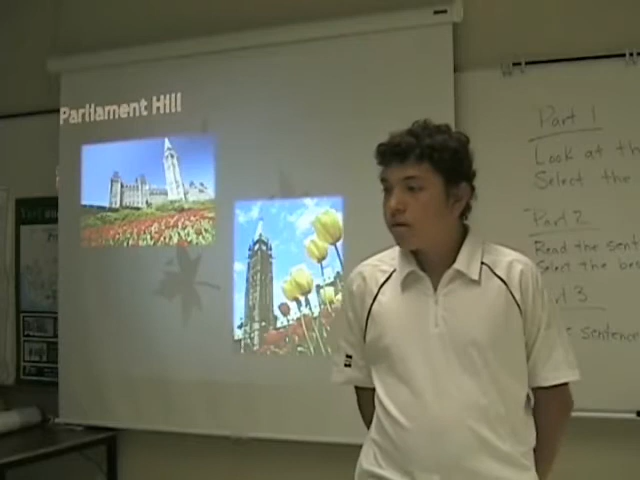 Parliament Hill
Part 1
Look at th
Select the
Part 2
Read the sent
Select the be
rt 3
sentence